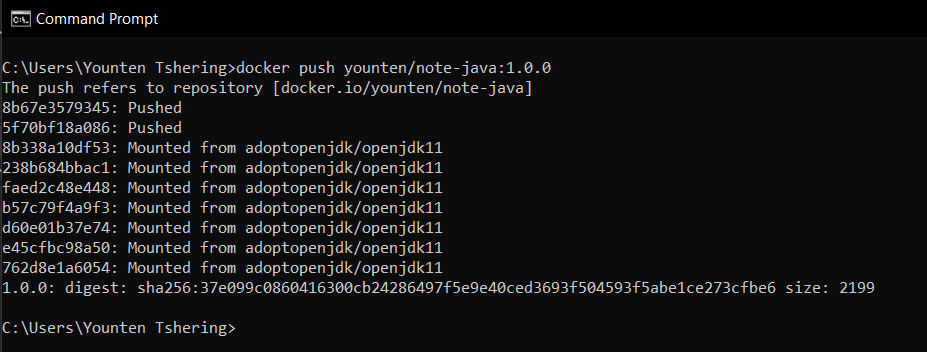 Command Prompt
C:\Users\Younten Tshering>docker push younten/note-java:1.0.0
The push refers to repository [docker.io/younten/note-java]
8b67e3579345: Pushed
5f70bf18a086: Pushed
8b338a10df53: Mounted from adoptopenjdk/openjdk11
238b684bbac1: Mounted from adoptopenjdk/openjdk11
faed2c48e448: Mounted from adoptopenjdk/openjdk11
b57c79f4a9f3: Mounted from adoptopenjdk/openjdk11
d60e01b37e74: Mounted from adoptopenjdk/openjdk11
e45cfbc98a50: Mounted from adoptopenjdk/openjdk11
762d8e1a6054: Mounted from adoptopenjdk/openjdk11
1.0.0: digest: sha256:37e099c0860416300cb24286497f5e9e40ced3693f504593f5abe1ce273cfbe6 size: 2199
C:\Users\Younten Tshering>